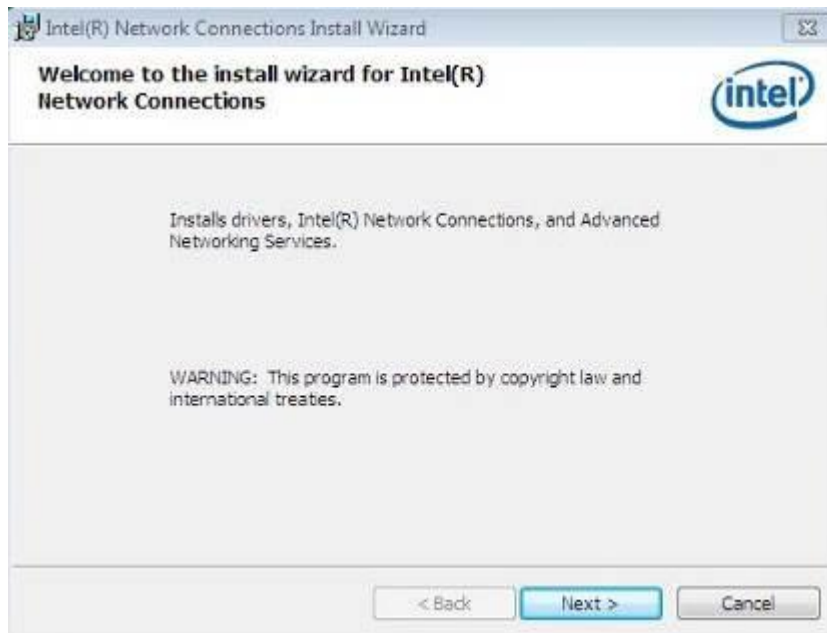 Intel(R) Network Connections Install Wizard
Welcome to the install wizard for Intel(R)
Network Connections
intel
Installs drivers, Intel(R) Network Connections, and Advanced
Networking Services.
WARNING: This program is protected by copyright law and
international treaties.
< Back
Next >
Cancel